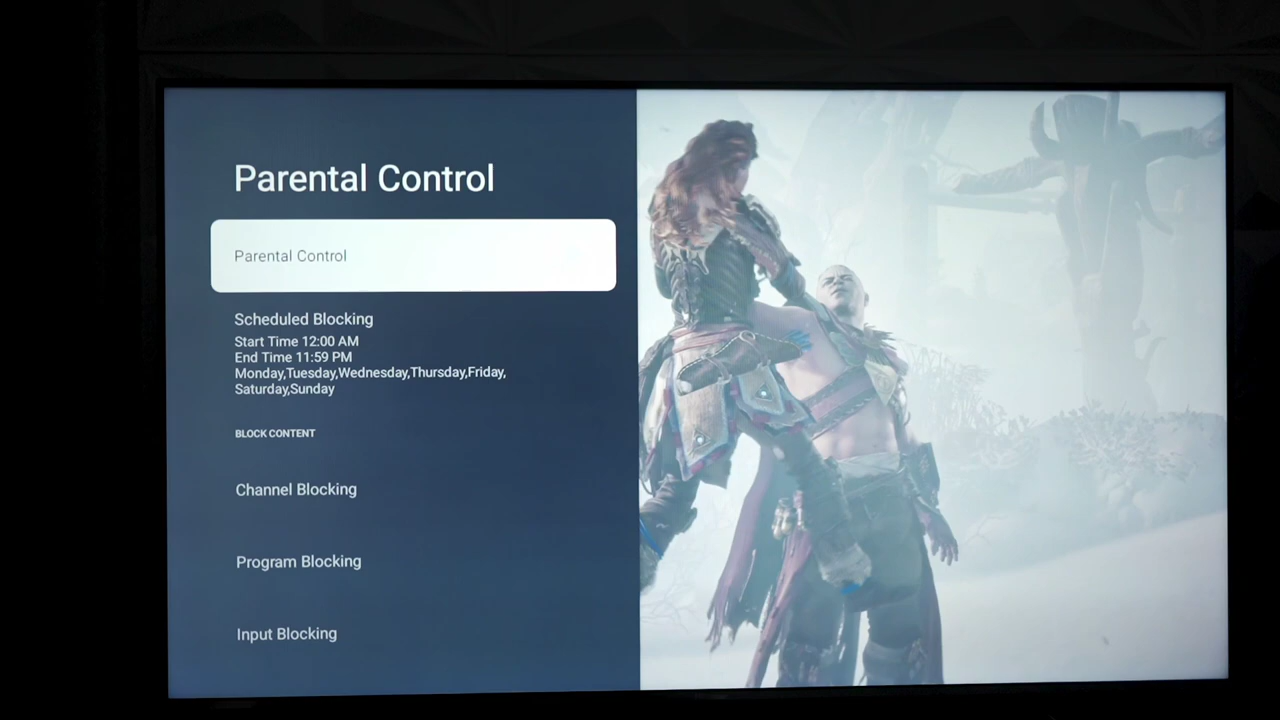 Parental Control
Parental Control
Scheduled Blocking
Start Time 12:00 AM
End Time 11:59 PM
Monday,Tuesday,Wednesday,Thursday,Friday,
Saturday,Sunday
BLOCK CONTENT
Channel Blocking
Program Blocking
Input Blocking